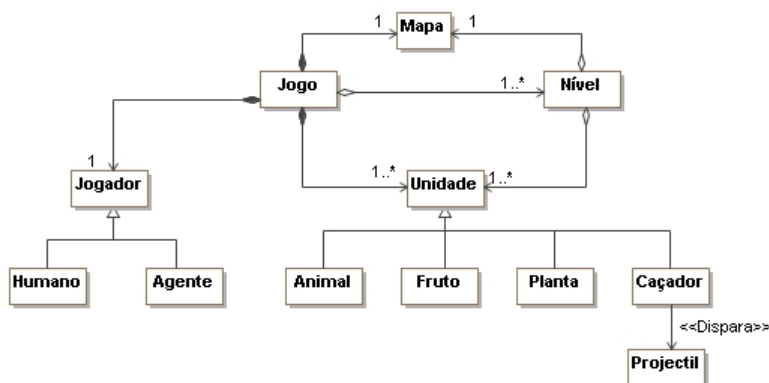 1
Mapa
1
Jogo
1..*
Nível
1
Jogador
1..*
Unidade
1..*
Humano
Agente
Animal
Fruto
Planta
Caçador
<<Dispara>>
Projectil